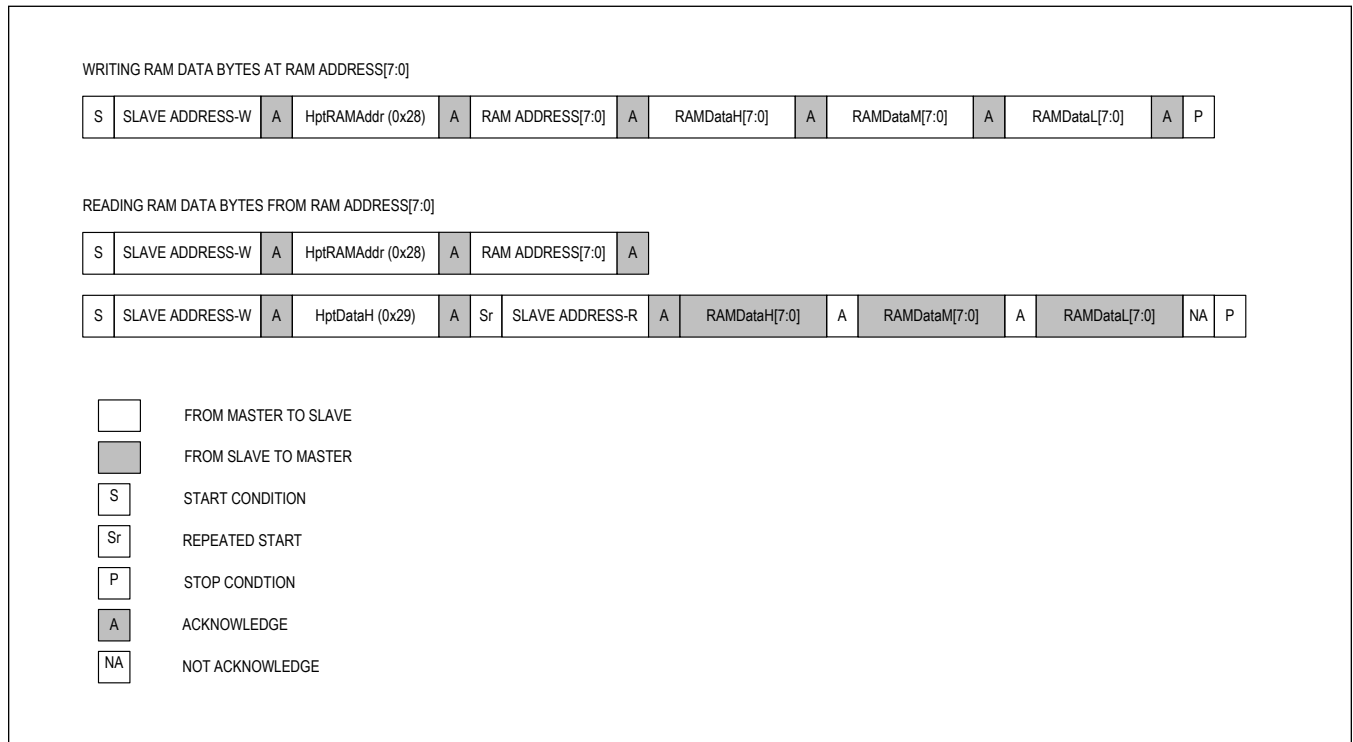 WRITING RAM DATA BYTES AT RAM ADDRESS[7:0]
S SLAVE ADDRESS-W A HptRAMAddr (0x28) A RAM ADDRESS[7:0] A RAMDataH[7:0] A RAMDataM[7:0] A RAMDataL[7:0] A P
READING RAM DATA BYTES FROM RAM ADDRESS[7:0]
S SLAVE ADDRESS-W A HptRAMAddr (0x28) A RAM ADDRESS[7:0] A
S SLAVE ADDRESS-W A HptDataH (0x29) A Sr SLAVE ADDRESS-R A RAMDataH[7:0] A RAMDataM[7:0] A RAMDataL[7:0] NA P
FROM MASTER TO SLAVE
FROM SLAVE TO MASTER
S START CONDITION
Sr REPEATED START
P STOP CONDTION
A ACKNOWLEDGE
NA NOT ACKNOWLEDGE